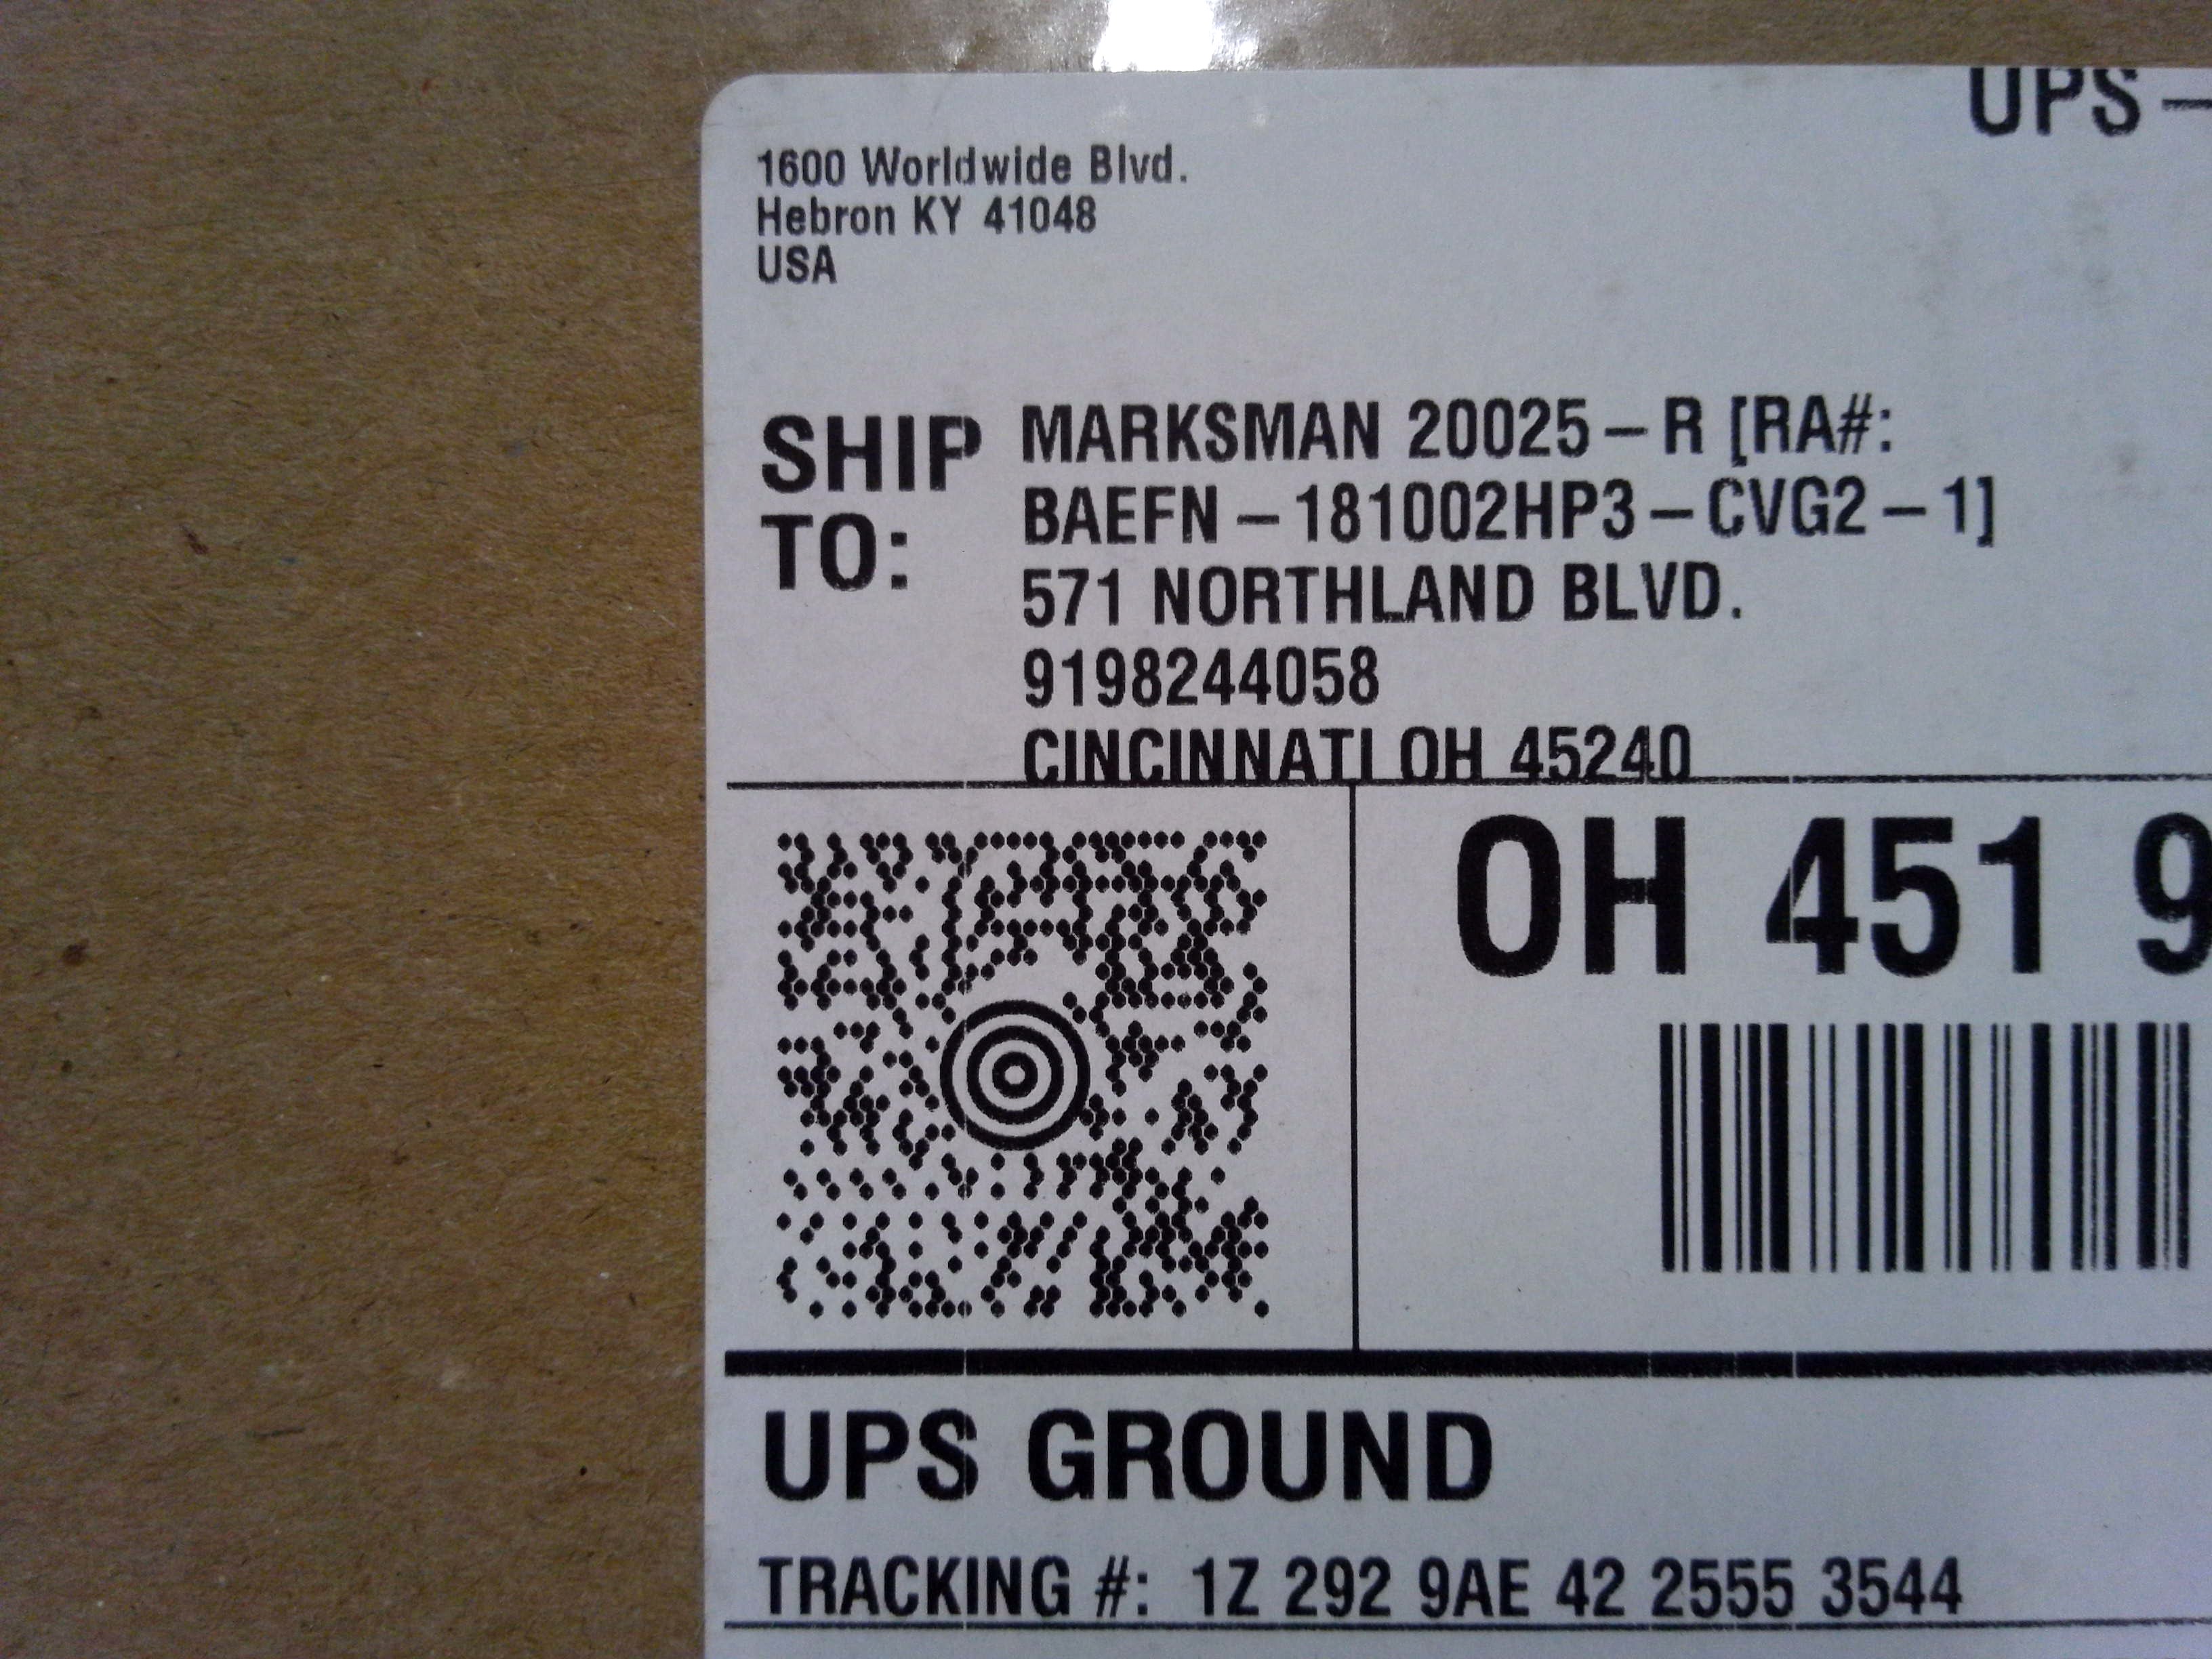 UPS –
1600 Worldwide Blvd.
Hebron KY 41048
USA
SHIP TO:
MARKSMAN 20025 – R [RA#:
BAEFN – 181002HP3 – CVG2 – 1]
571 NORTHLAND BLVD.
9198244058
CINCINNATI OH 45240
OH 451 9
UPS GROUND
TRACKING #: 1Z 292 9AE 42 2555 3544